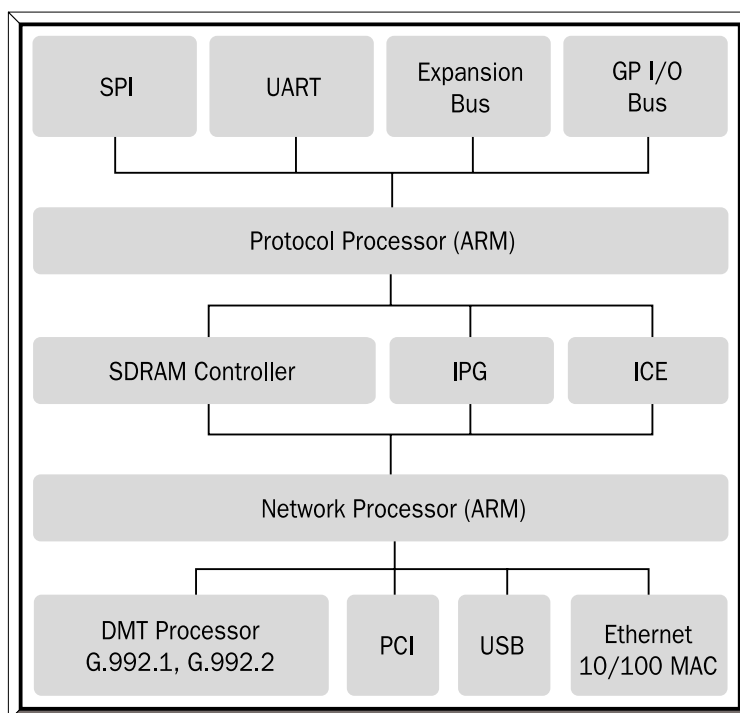 SPI
UART
Expansion
Bus
GP I/O
Bus
Protocol Processor (ARM)
SDRAM Controller
IPG
ICE
Network Processor (ARM)
DMT Processor
G.992.1, G.992.2
PCI
USB
Ethernet
10/100 MAC